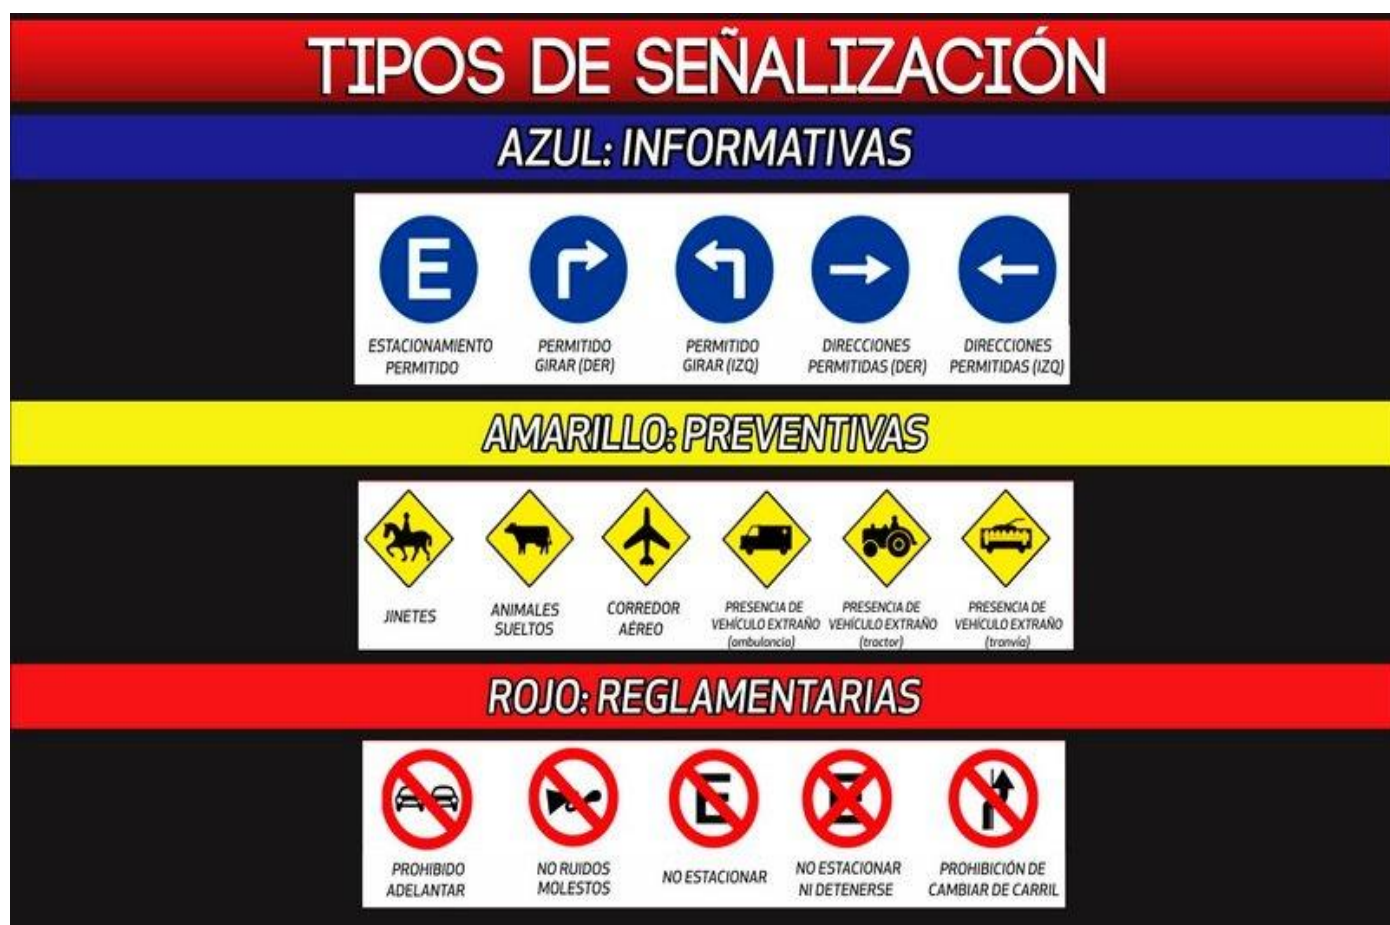 TIPOS DE SEÑALIZACIÓN
AZUL: INFORMATIVAS
E
ESTACIONAMIENTO
PERMITIDO
PERMITIDO
GIRAR (DER)
PERMITIDO
GIRAR (IZQ)
DIRECCIONES
PERMITIDAS (DER)
DIRECCIONES
PERMITIDAS (IZQ)
AMARILLO: PREVENTIVAS
JINETES
ANIMALES
SUELTOS
CORREDOR
AÉREO
PRESENCIA DE
VEHÍCULO EXTRAÑO
(ambulancia)
PRESENCIA DE
VEHÍCULO EXTRAÑO
(tractor)
PRESENCIA DE
VEHÍCULO EXTRAÑO
(tranvía)
ROJO: REGLAMENTARIAS
E
E
PROHIBIDO
ADELANTAR
NO RUIDOS
MOLESTOS
NO ESTACIONAR
NO ESTACIONAR
NI DETENERSE
PROHIBICIÓN DE
CAMBIAR DE CARRIL